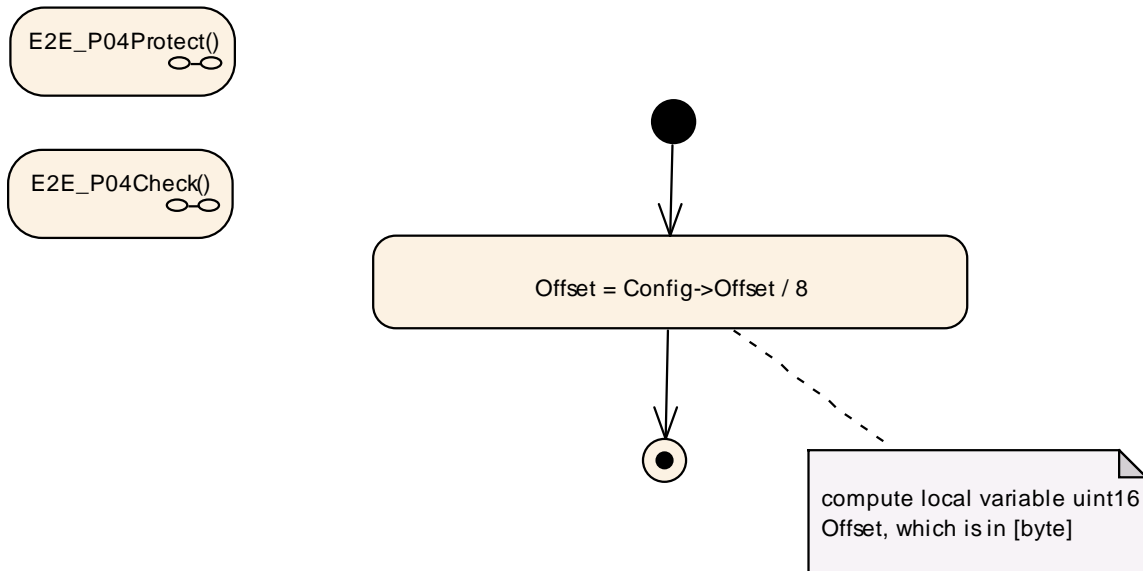 E2E_P04Protect()
E2E_P04Check()
Offset = Config->Offset / 8
compute local variable uint16
Offset, which is in [byte]